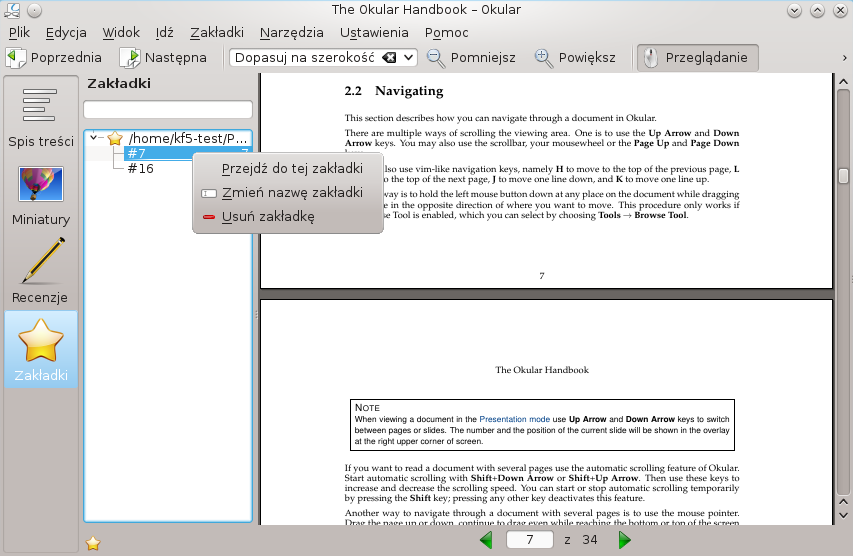 The Okular Handbook – Okular
Plik Edycja Widok Idź Zakładki Narzędzia Ustawienia Pomoc
Poprzednia Następna Dopasuj na szerokość Pomniejsz Powiększ Przeglądanie
Zakładki
Spis treści
Miniatury
Recenzje
Zakładki
/home/kf5-test/P...
#7 7
#16
Przejdź do tej zakładki
Zmień nazwę zakładki
Usuń zakładkę
2.2 Navigating
This section describes how you can navigate through a document in Okular.
There are multiple ways of scrolling the viewing area. One is to use the Up Arrow and Down
Arrow keys. You may also use the scrollbar, your mousewheel or the Page Up and Page Down
lso use vim-like navigation keys, namely H to move to the top of the previous page, L
to the top of the next page, J to move one line down, and K to move one line up.
way is to hold the left mouse button down at any place on the document while dragging
e in the opposite direction of where you want to move. This procedure only works if
se Tool is enabled, which you can select by choosing Tools → Browse Tool.
7
The Okular Handbook
NOTE
When viewing a document in the Presentation mode use Up Arrow and Down Arrow keys to switch
between pages or slides. The number and the position of the current slide will be shown in the overlay
at the right upper corner of screen.
If you want to read a document with several pages use the automatic scrolling feature of Okular.
Start automatic scrolling with Shift+Down Arrow or Shift+Up Arrow. Then use these keys to
increase and decrease the scrolling speed. You can start or stop automatic scrolling temporarily
by pressing the Shift key; pressing any other key deactivates this feature.
Another way to navigate through a document with several pages is to use the mouse pointer.
Drag the page up or down, continue to drag even while reaching the bottom or top of the screen
7 z 34